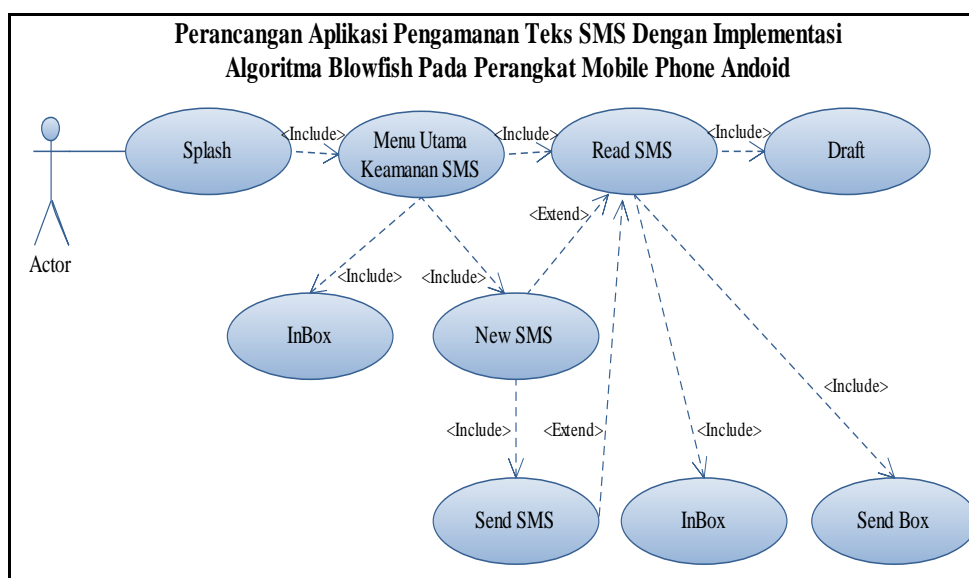 Perancangan Aplikasi Pengamanan Teks SMS Dengan Implementasi
Algoritma Blowfish Pada Perangkat Mobile Phone Andoid
Splash
<Include>
Menu Utama
Keamanan SMS
<Include>
Read SMS
<Include>
Draft
Actor
<Extend>
<Include>
<Include>
InBox
New SMS
<Include>
<Include>
<Extend>
<Include>
Send SMS
InBox
Send Box